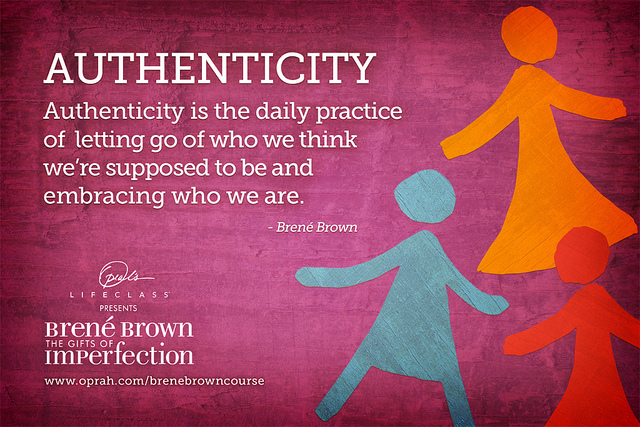 AUTHENTICITY
Authenticity is the daily practice
of letting go of who we think
we're supposed to be and
embracing who we are.
- Brené Brown
Oprah's
LIFECLASS
PRESENTS
Brené Brown
THE GIFTS OF
imperfection
www.oprah.com/brenebrowncourse